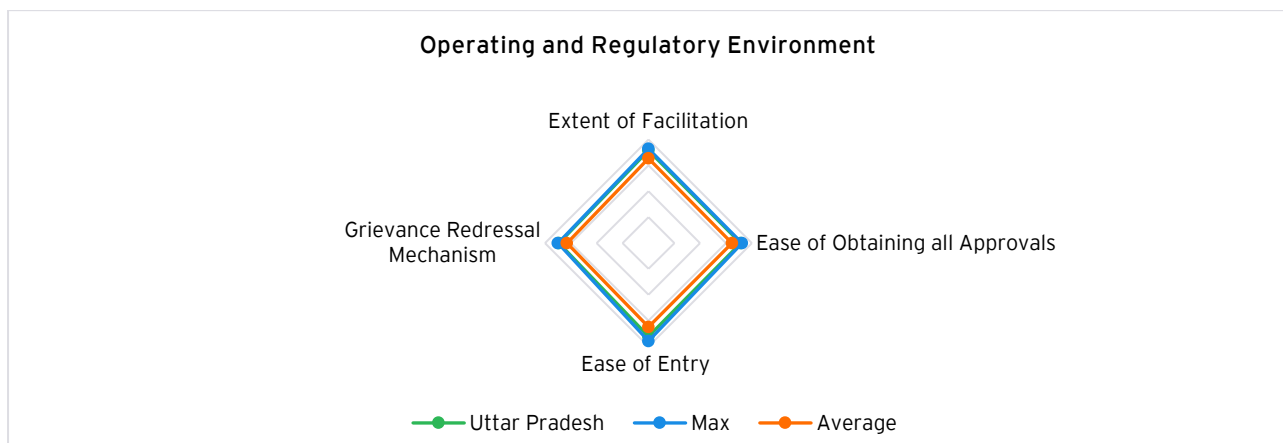 Operating and Regulatory Environment
Extent of Facilitation
Grievance Redressal
Mechanism
Ease of Obtaining all Approvals
Ease of Entry
Uttar Pradesh
Max
Average